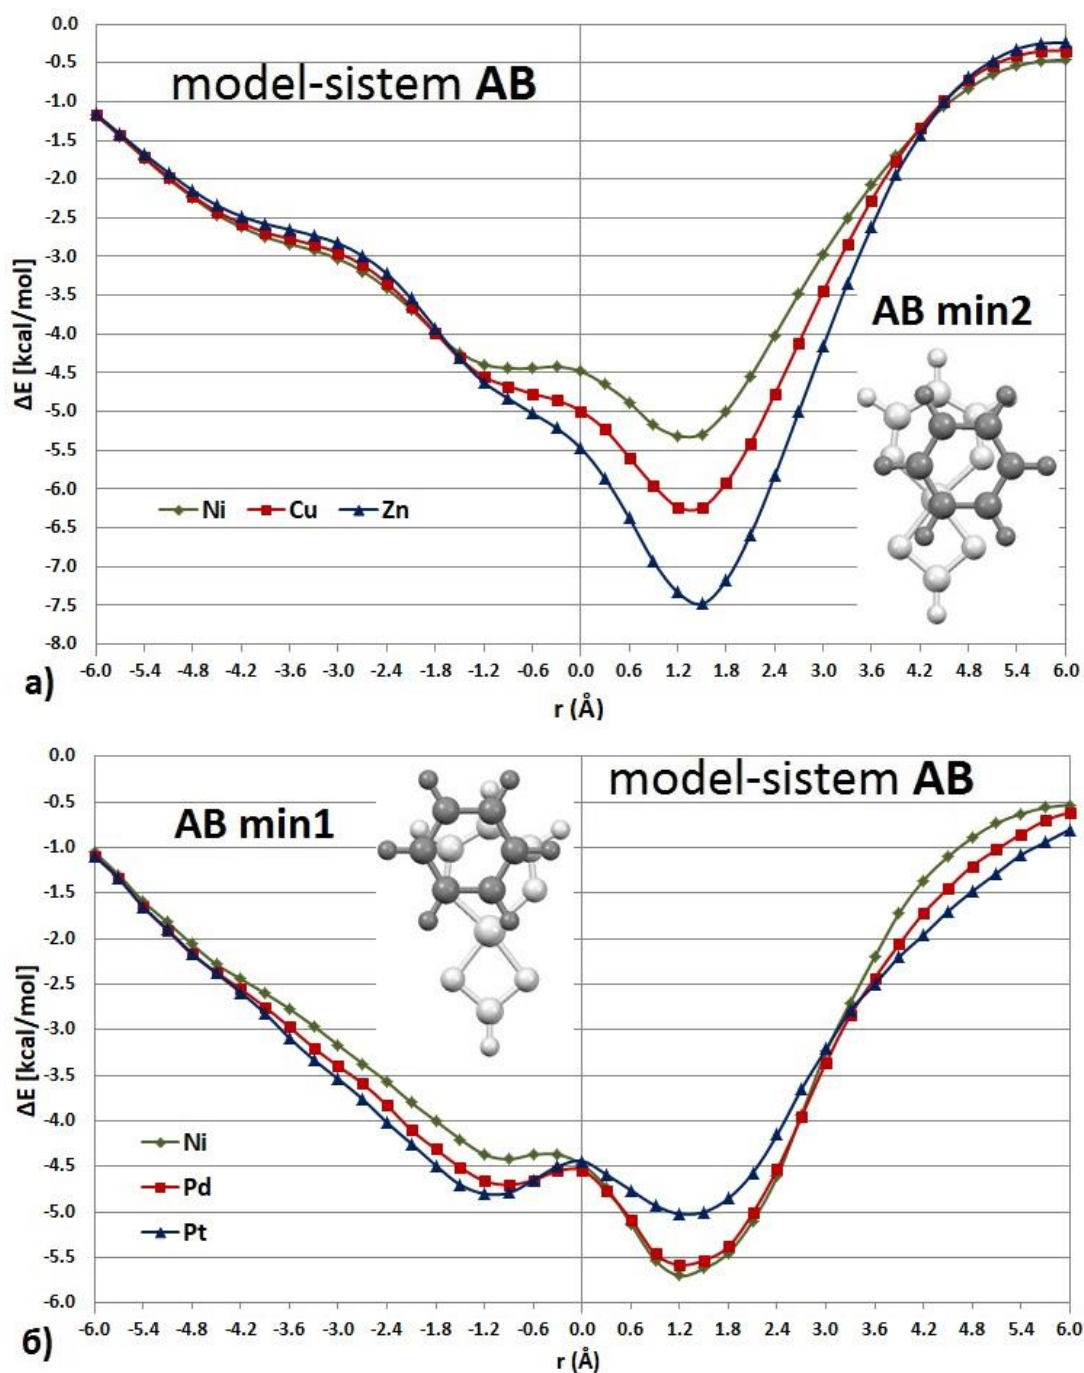 0.0
-0.5
-1.0
-1.5
-2.0
-2.5
-3.0
-3.5
-4.0
-4.5
-5.0
-5.5
-6.0
-6.5
-7.0
-7.5
-8.0
ΔE [kcal/mol]
model-sistem AB
AB min2
Ni Cu Zn
-6.0 -5.4 -4.8 -4.2 -3.6 -3.0 -2.4 -1.8 -1.2 -0.6 0.0 0.6 1.2 1.8 2.4 3.0 3.6 4.2 4.8 5.4 6.0
а)
r (Å)
0.0
-0.5
-1.0
-1.5
-2.0
-2.5
-3.0
-3.5
-4.0
-4.5
-5.0
-5.5
-6.0
ΔE [kcal/mol]
model-sistem AB
AB min1
Ni
Pd
Pt
-6.0 -5.4 -4.8 -4.2 -3.6 -3.0 -2.4 -1.8 -1.2 -0.6 0.0 0.6 1.2 1.8 2.4 3.0 3.6 4.2 4.8 5.4 6.0
б)
r (Å)